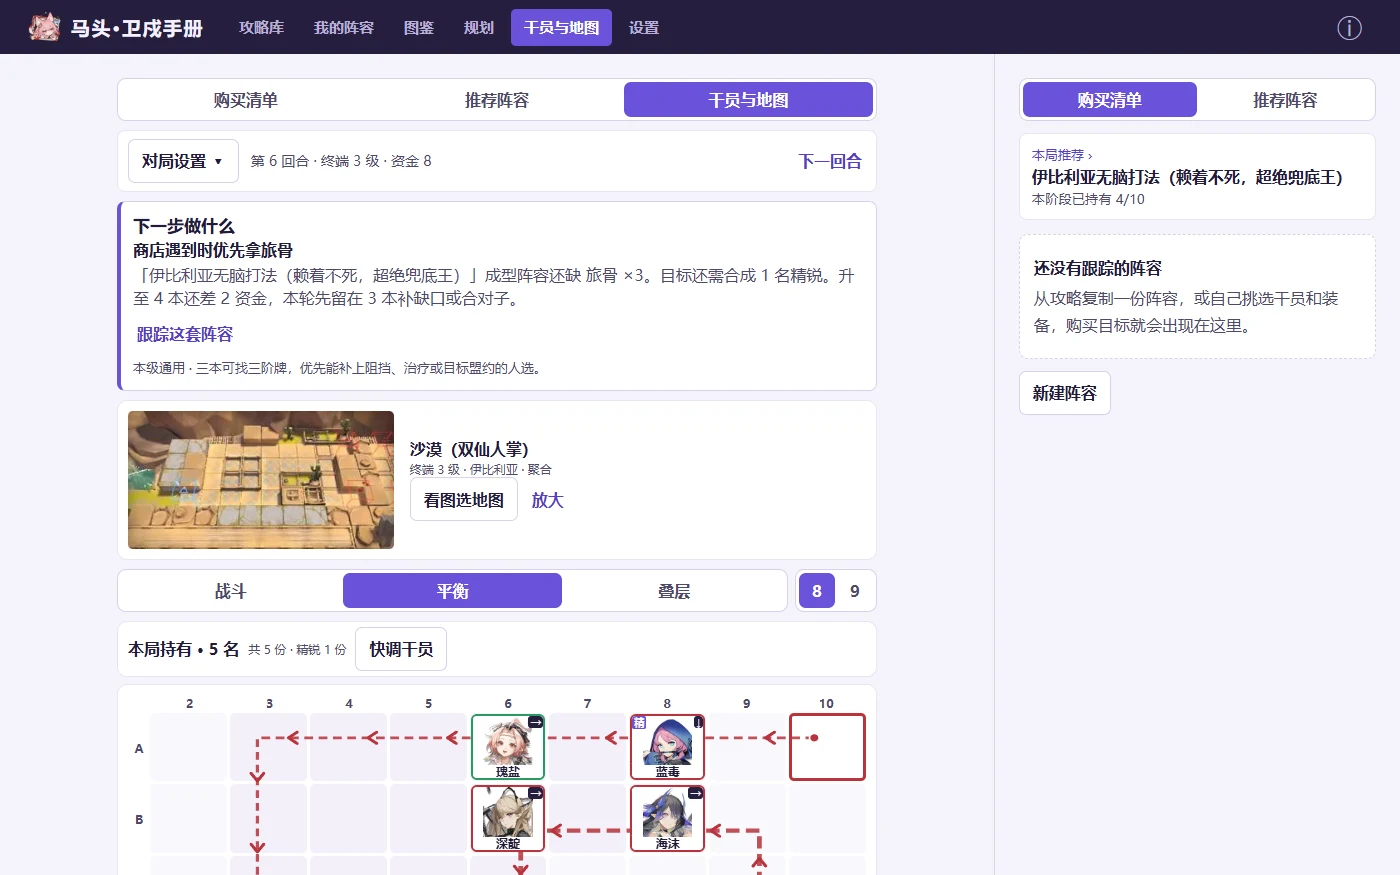 马头·卫戍手册
攻略库
我的阵容
图鉴
规划
干员与地图
设置
购买清单
推荐阵容
干员与地图
对局设置 ▼
第 6 回合 · 终端 3 级 · 资金 8
下一回合
下一步做什么
商店遇到时优先拿旅骨
「伊比利亚无脑打法（赖着不死，超绝兜底王）」成型阵容还缺 旅骨 ×3。目标还需合成 1 名精锐。升
至 4 本还差 2 资金，本轮先留在 3 本补缺口或合对子。
跟踪这套阵容
本级通用 · 三本可找三阶牌，优先能补上阻挡、治疗或目标盟约的人选。
沙漠（双仙人掌）
终端 3 级 · 伊比利亚 · 聚合
看图选地图
放大
战斗
平衡
叠层
8
9
本局持有 • 5 名
共 5 份 · 精锐 1 份
快调干员
2
3
4
5
6
7
8
9
10
A
→
瑰盐
精
↓
蓝毒
B
→
深靛
→
海沫
购买清单
推荐阵容
本局推荐 ›
伊比利亚无脑打法（赖着不死，超绝兜底王）
本阶段已持有 4/10
还没有跟踪的阵容
从攻略复制一份阵容，或自己挑选干员和装
备，购买目标就会出现在这里。
新建阵容